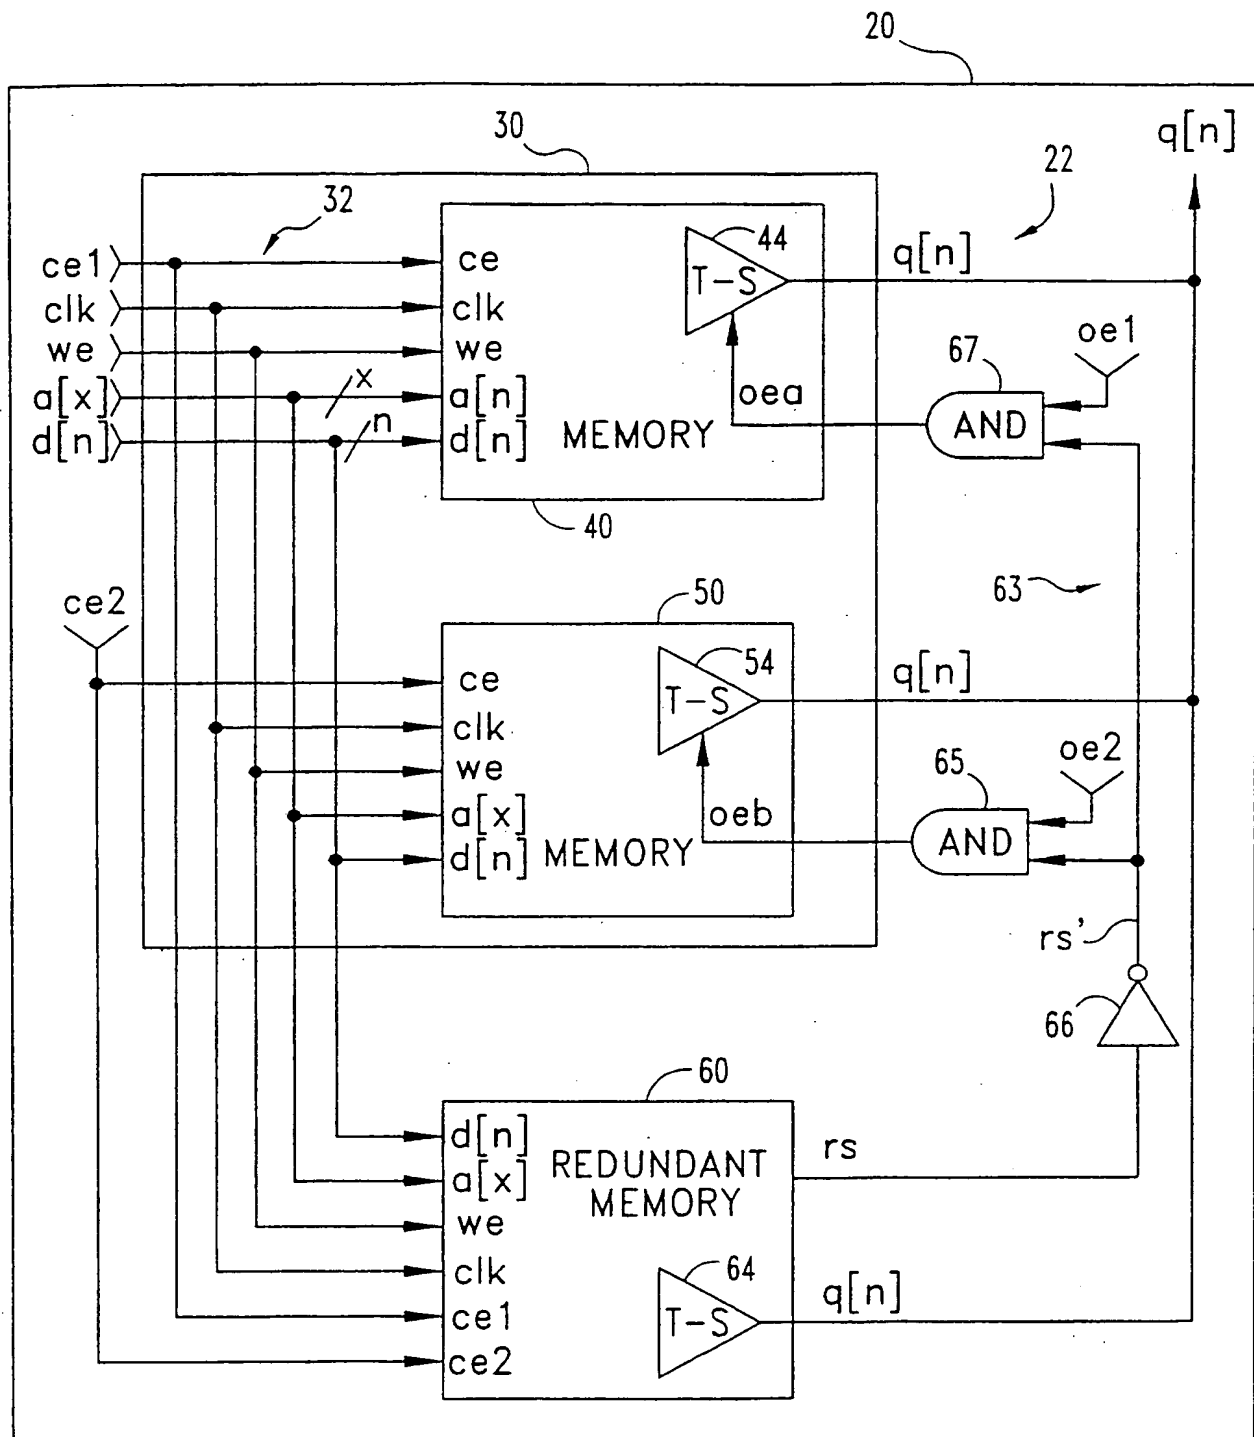 20
q[n]
30
22
32
44
ce1
ce
T-S
q[n]
clk
clk
oe1
we
we
67
a[x]
x
a[n]
oea
AND
d[n]
n
d[n]
MEMORY
40
63
ce2
50
54
ce
T-S
q[n]
clk
we
oe2
65
a[x]
oeb
AND
d[n]
MEMORY
rs'
66
60
d[n]
REDUNDANT
rs
a[x]
MEMORY
we
clk
64
q[n]
ce1
T-S
ce2